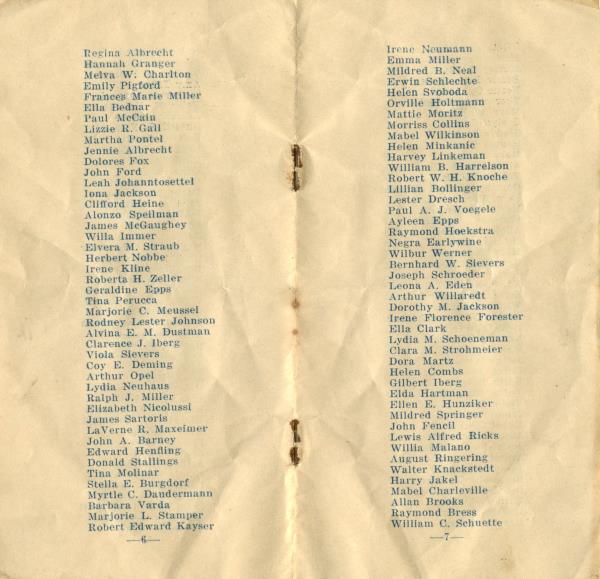 Regina Albrecht
Hannah Granger
Melva W. Charlton
Emily Pigford
Frances Marie Miller
Ella Bednar
Paul McCain
Lizzie R. Gall
Martha Pontel
Jennie Albrecht
Dolores Fox
John Ford
Leah Johanntosettel
Iona Jackson
Clifford Heine
Alonzo Speilman
James McGaughey
Willa Immer
Elvera M. Straub
Herbert Nobbe
Irene Kline
Roberta H. Zeller
Geraldine Epps
Tina Perucca
Marjorie C. Meussel
Rodney Lester Johnson
Alvina E. M. Dustman
Clarence J. Iberg
Viola Sievers
Coy E. Deming
Arthur Opel
Lydia Neuhaus
Ralph J. Miller
Elizabeth Nicolussi
James Sartoris
LaVerne R. Maxeimer
John A. Barney
Edward Henfling
Donald Stallings
Tina Molinar
Stella E. Burgdorf
Myrtle C. Daudermann
Barbara Varda
Marjorie L. Stamper
Robert Edward Kayser
—6—
Irene Neumann
Emma Miller
Mildred B. Neal
Erwin Schlechte
Helen Svoboda
Orville Holtmann
Mattie Moritz
Morriss Collins
Mabel Wilkinson
Helen Minkanic
Harvey Linkeman
William B. Harrelson
Robert W. H. Knoche
Lillian Bollinger
Lester Dresch
Paul A. J. Voegele
Ayleen Epps
Raymond Hoekstra
Negra Earlywine
Wilbur Werner
Bernhard W. Sievers
Joseph Schroeder
Leona A. Eden
Arthur Willaredt
Dorothy M. Jackson
Irene Florence Forester
Ella Clark
Lydia M. Schoeneman
Clara M. Strohmeier
Dora Martz
Helen Combs
Gilbert Iberg
Elda Hartman
Ellen E. Hunziker
Mildred Springer
John Fencil
Lewis Alfred Ricks
Willia Malano
August Ringering
Walter Knackstedt
Harry Jakel
Mabel Charleville
Allan Brooks
Raymond Bress
William C. Schuette
—7—